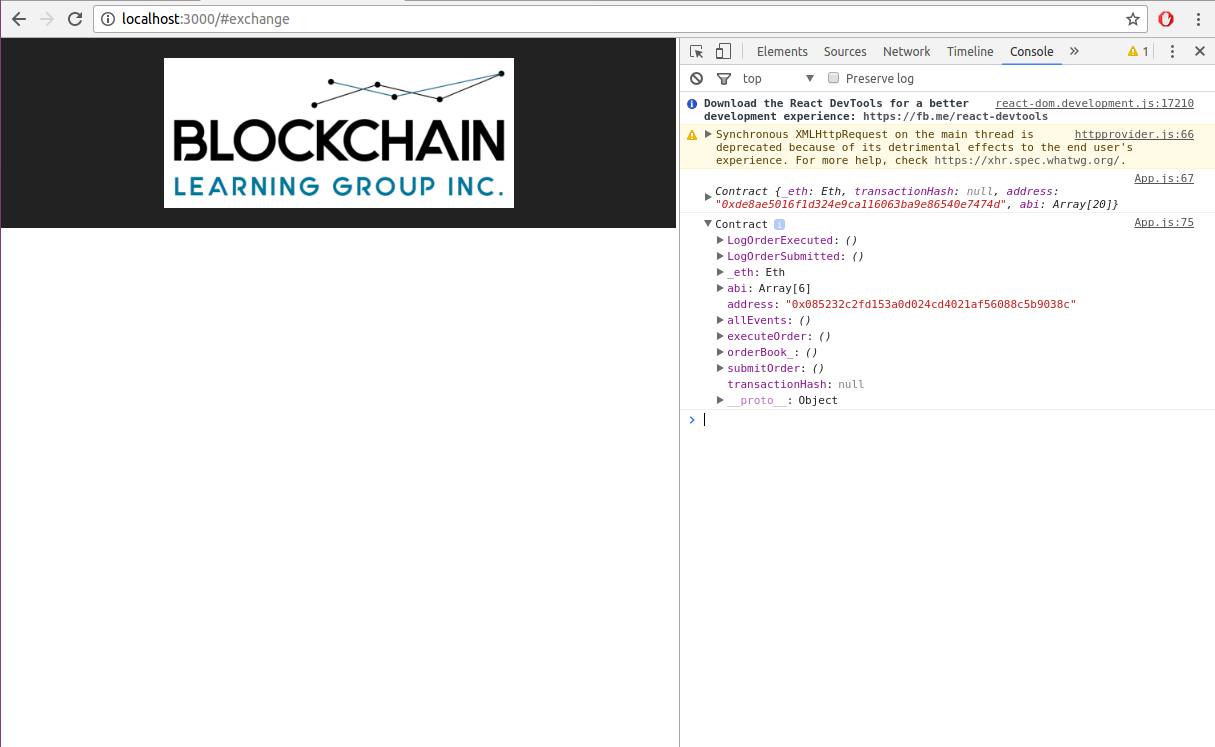 localhost:3000/#exchange
BLOCKCHAIN
LEARNING GROUP INC.
Elements Sources Network Timeline Console » 1
top Preserve log
Download the React DevTools for a better react-dom.development.js:17210
development experience: https://fb.me/react-devtools
Synchronous XMLHttpRequest on the main thread is httpprovider.js:66
deprecated because of its detrimental effects to the end user's
experience. For more help, check https://xhr.spec.whatwg.org/.
App.js:67
Contract {_eth: Eth, transactionHash: null, address:
"0xde8ae5016f1d324e9ca116063ba9e86540e7474d", abi: Array[20]}
Contract i App.js:75
LogOrderExecuted: ()
LogOrderSubmitted: ()
_eth: Eth
abi: Array[6]
address: "0x085232c2fd153a0d024cd4021af56088c5b9038c"
allEvents: ()
executeOrder: ()
orderBook_: ()
submitOrder: ()
transactionHash: null
__proto__: Object